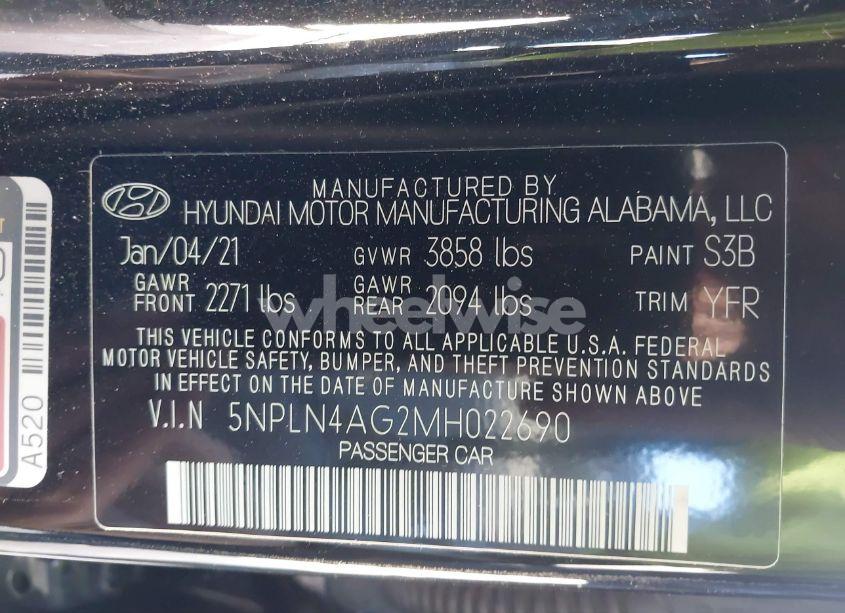 MANUFACTURED BY
HYUNDAI MOTOR MANUFACTURING ALABAMA, LLC
Jan/04/21 GVWR 3858 lbs PAINT S3B
GAWR FRONT 2271 lbs GAWR REAR 2094 lbs TRIM YFR
wheelwise
THIS VEHICLE CONFORMS TO ALL APPLICABLE U.S.A. FEDERAL
MOTOR VEHICLE SAFETY, BUMPER, AND THEFT PREVENTION STANDARDS
IN EFFECT ON THE DATE OF MANUFACTURE SHOWN ABOVE
V.I.N 5NPLN4AG2MH022690
PASSENGER CAR
A520